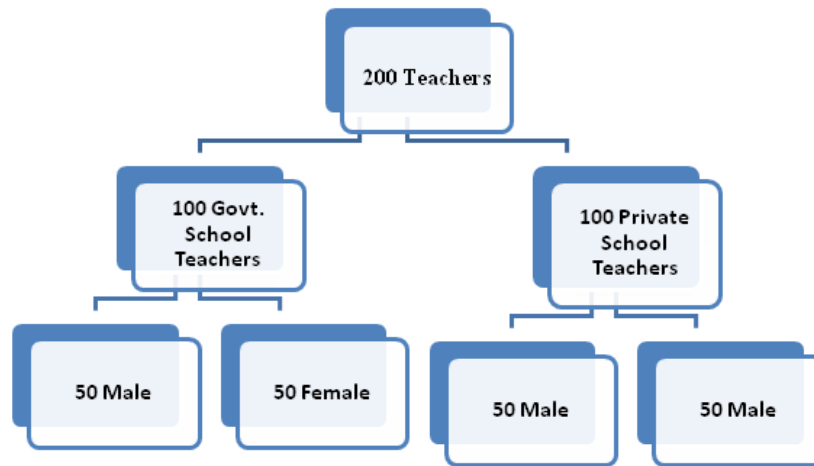 200 Teachers
100 Govt.
School
Teachers
100 Private
School
Teachers
50 Male
50 Female
50 Male
50 Male